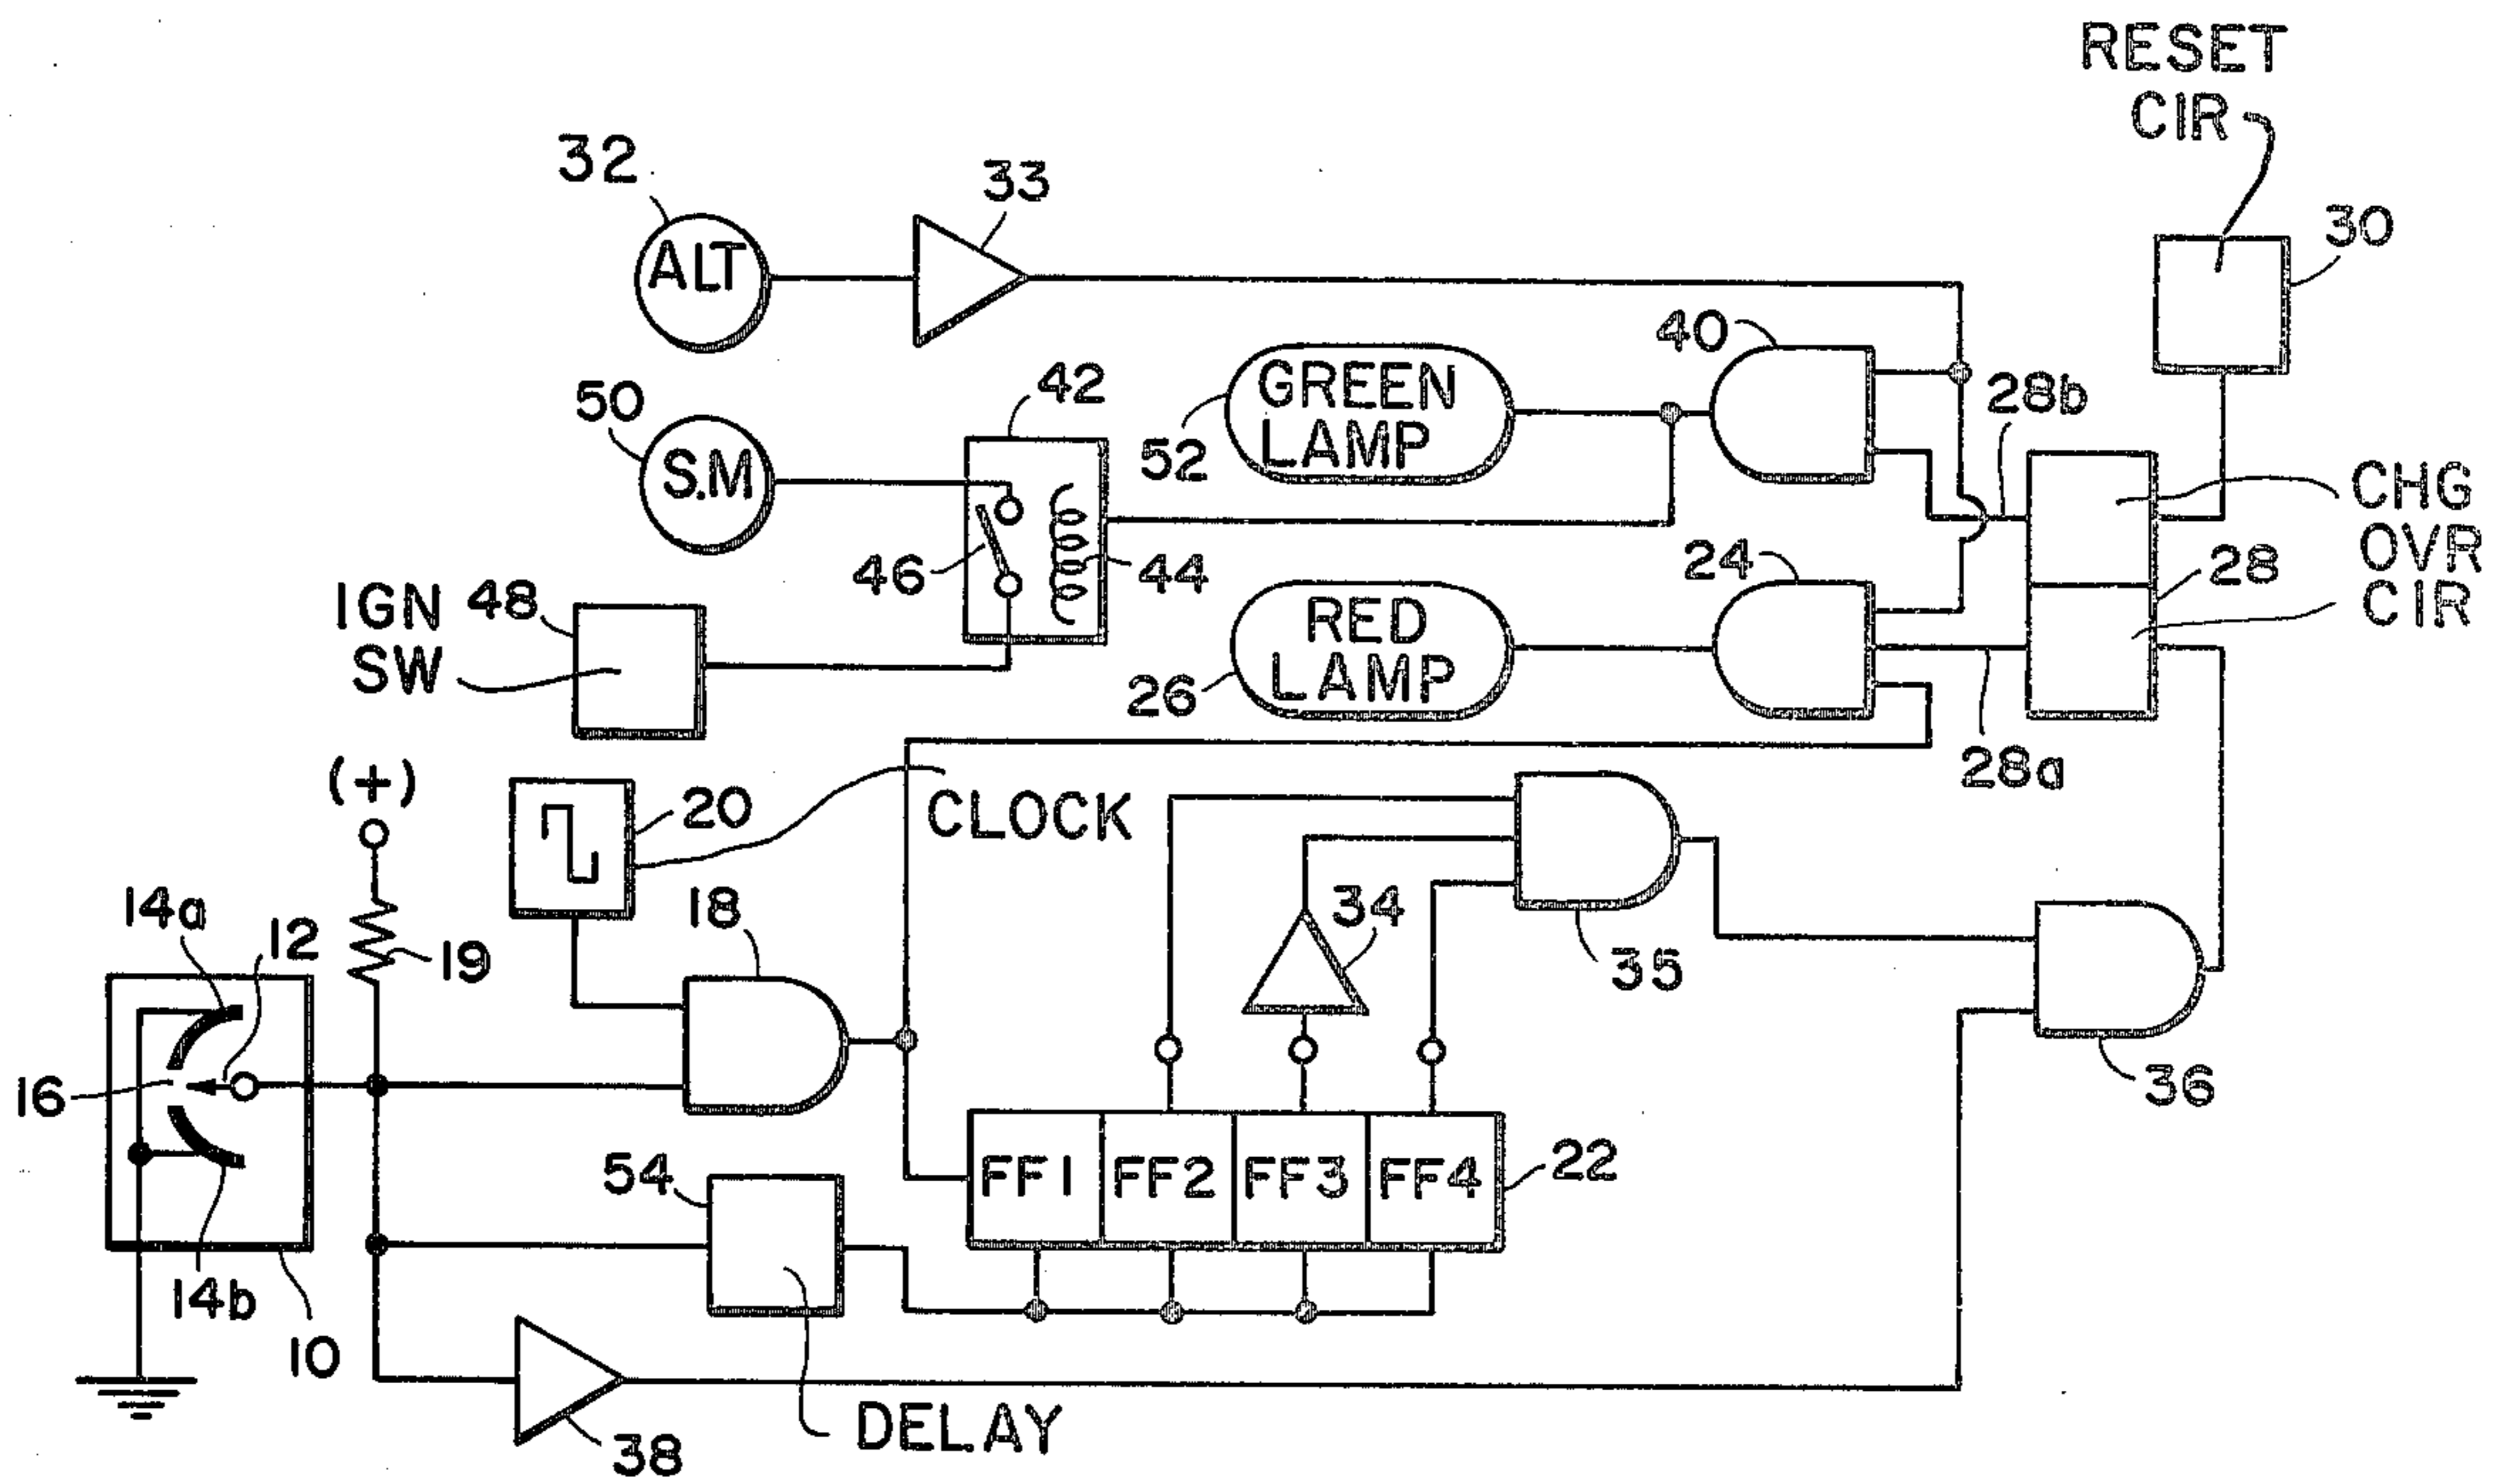 RESET
CIR
32
33
30
ALT
40
28b
50
42
GREEN
LAMP
52
S.M
CHG
OVR
CIR
46
44
24
28
IGN
SW
48
RED
LAMP
26
28a
(+)
20
CLOCK
14a
12
19
18
34
35
16
36
54
FF1
FF2
FF3
FF4
22
14b
10
DELAY
38